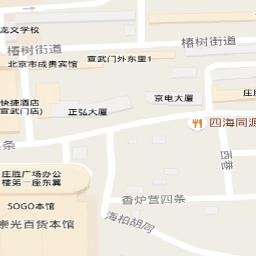 龙文学校
椿树街道
椿树街道
宣武门外东里1
北京市成贵宾馆
庄
快捷酒店
宣武门店)
京电大厦
正弘大厦
四海同源
条
西巷
庄胜广场办公
楼第一座东翼
香炉营四条
SOGO本馆
崇光百货本馆
海柏胡同